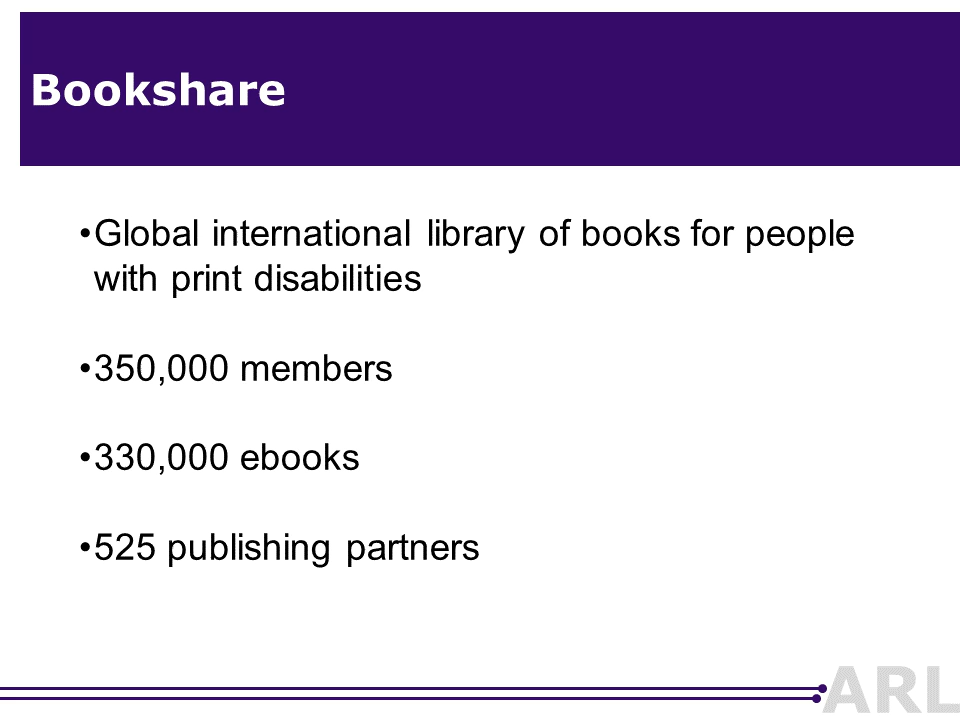 Bookshare
•Global international library of books for people
with print disabilities
•350,000 members
•330,000 ebooks
•525 publishing partners
ARL